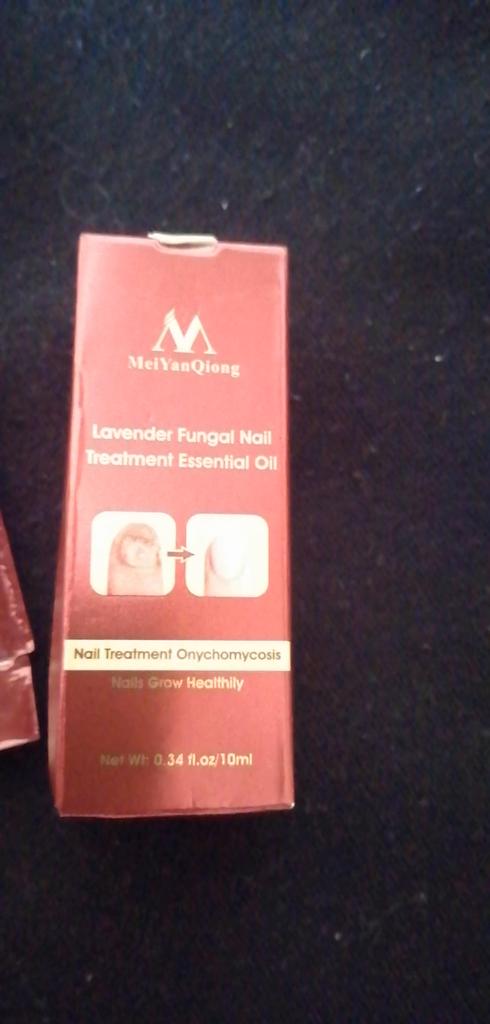 MeiYanQiong
Lavender Fungal Nail
Treatment Essential Oil
Nail Treatment Onychomycosis
Nails Grow Healthily
Net Wt: 0.34 fl.oz/10ml